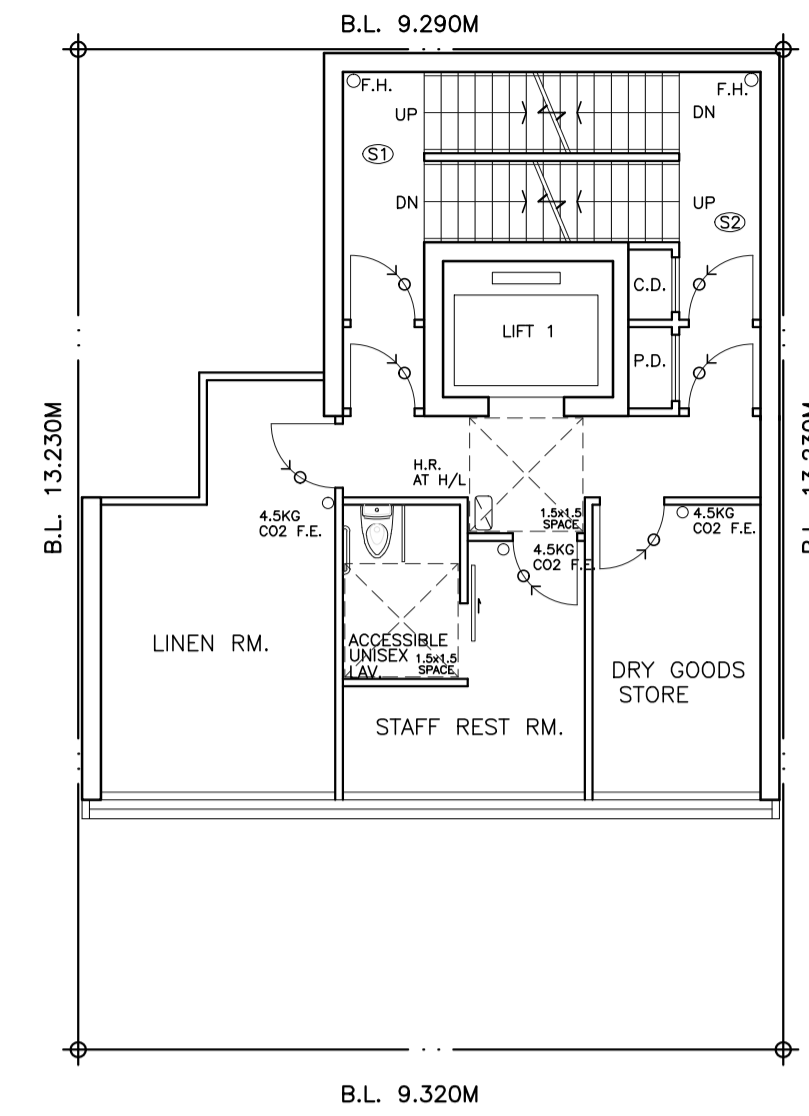 B.L. 9.290M
F.H.
F.H.
UP
DN
S1
DN
UP
S2
C.D.
LIFT 1
P.D.
B.L. 13.230M
B.L. 13.230M
H.R.
AT H/L
1.5x1.5
SPACE
4.5KG
CO2 F.E.
4.5KG
CO2 F.E.
4.5KG
CO2 F.E.
LINEN RM.
ACCESSIBLE
UNISEX
LAV.
1.5x1.5
SPACE
DRY GOODS
STORE
STAFF REST RM.
B.L. 9.320M